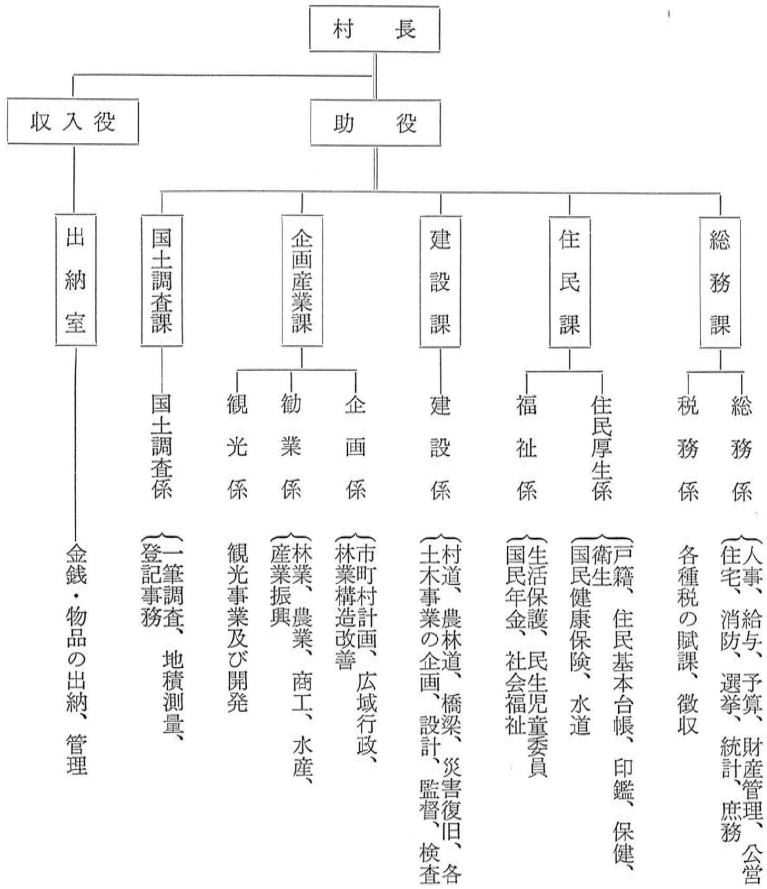 村長
収入役
助役
総務課
住民課
建設課
企画産業課
国土調査課
出納室
総務係
税務係
住民厚生係
福祉係
建設係
企画係
勧業係
観光係
国土調査係
人事、給与、予算、財産管理、公営
住宅、消防、選挙、統計、庶務
各種税の賦課、徴収
戸籍、住民基本台帳、印鑑、保健、
衛生
国民健康保険、水道
生活保護、民生児童委員
国民年金、社会福祉
村道、農林道、橋梁、災害復旧、各
土木事業の企画、設計、監督、検査
市町村計画、広域行政、
林業構造改善
林業、農業、商工、水産、
産業振興
観光事業及び開発
一筆調査、地積測量、
登記事務
金銭・物品の出納、管理